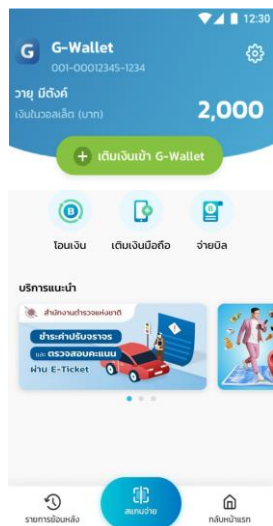 12:30
G G-Wallet
001-00012345-1234
วายุ มีตังค์
เงินในวอลเล็ต (บาท)
2,000
เติมเงินเข้า G-Wallet
โอนเงิน
เติมเงินมือถือ
จ่ายบิล
บริการแนะนำ
สำนักงานตำรวจแห่งชาติ
ชำระค่าปรับจราจร
และ ตรวจสอบคะแนน
ผ่าน E-Ticket
รายการย้อนหลัง
สแกนจ่าย
กลับหน้าแรก